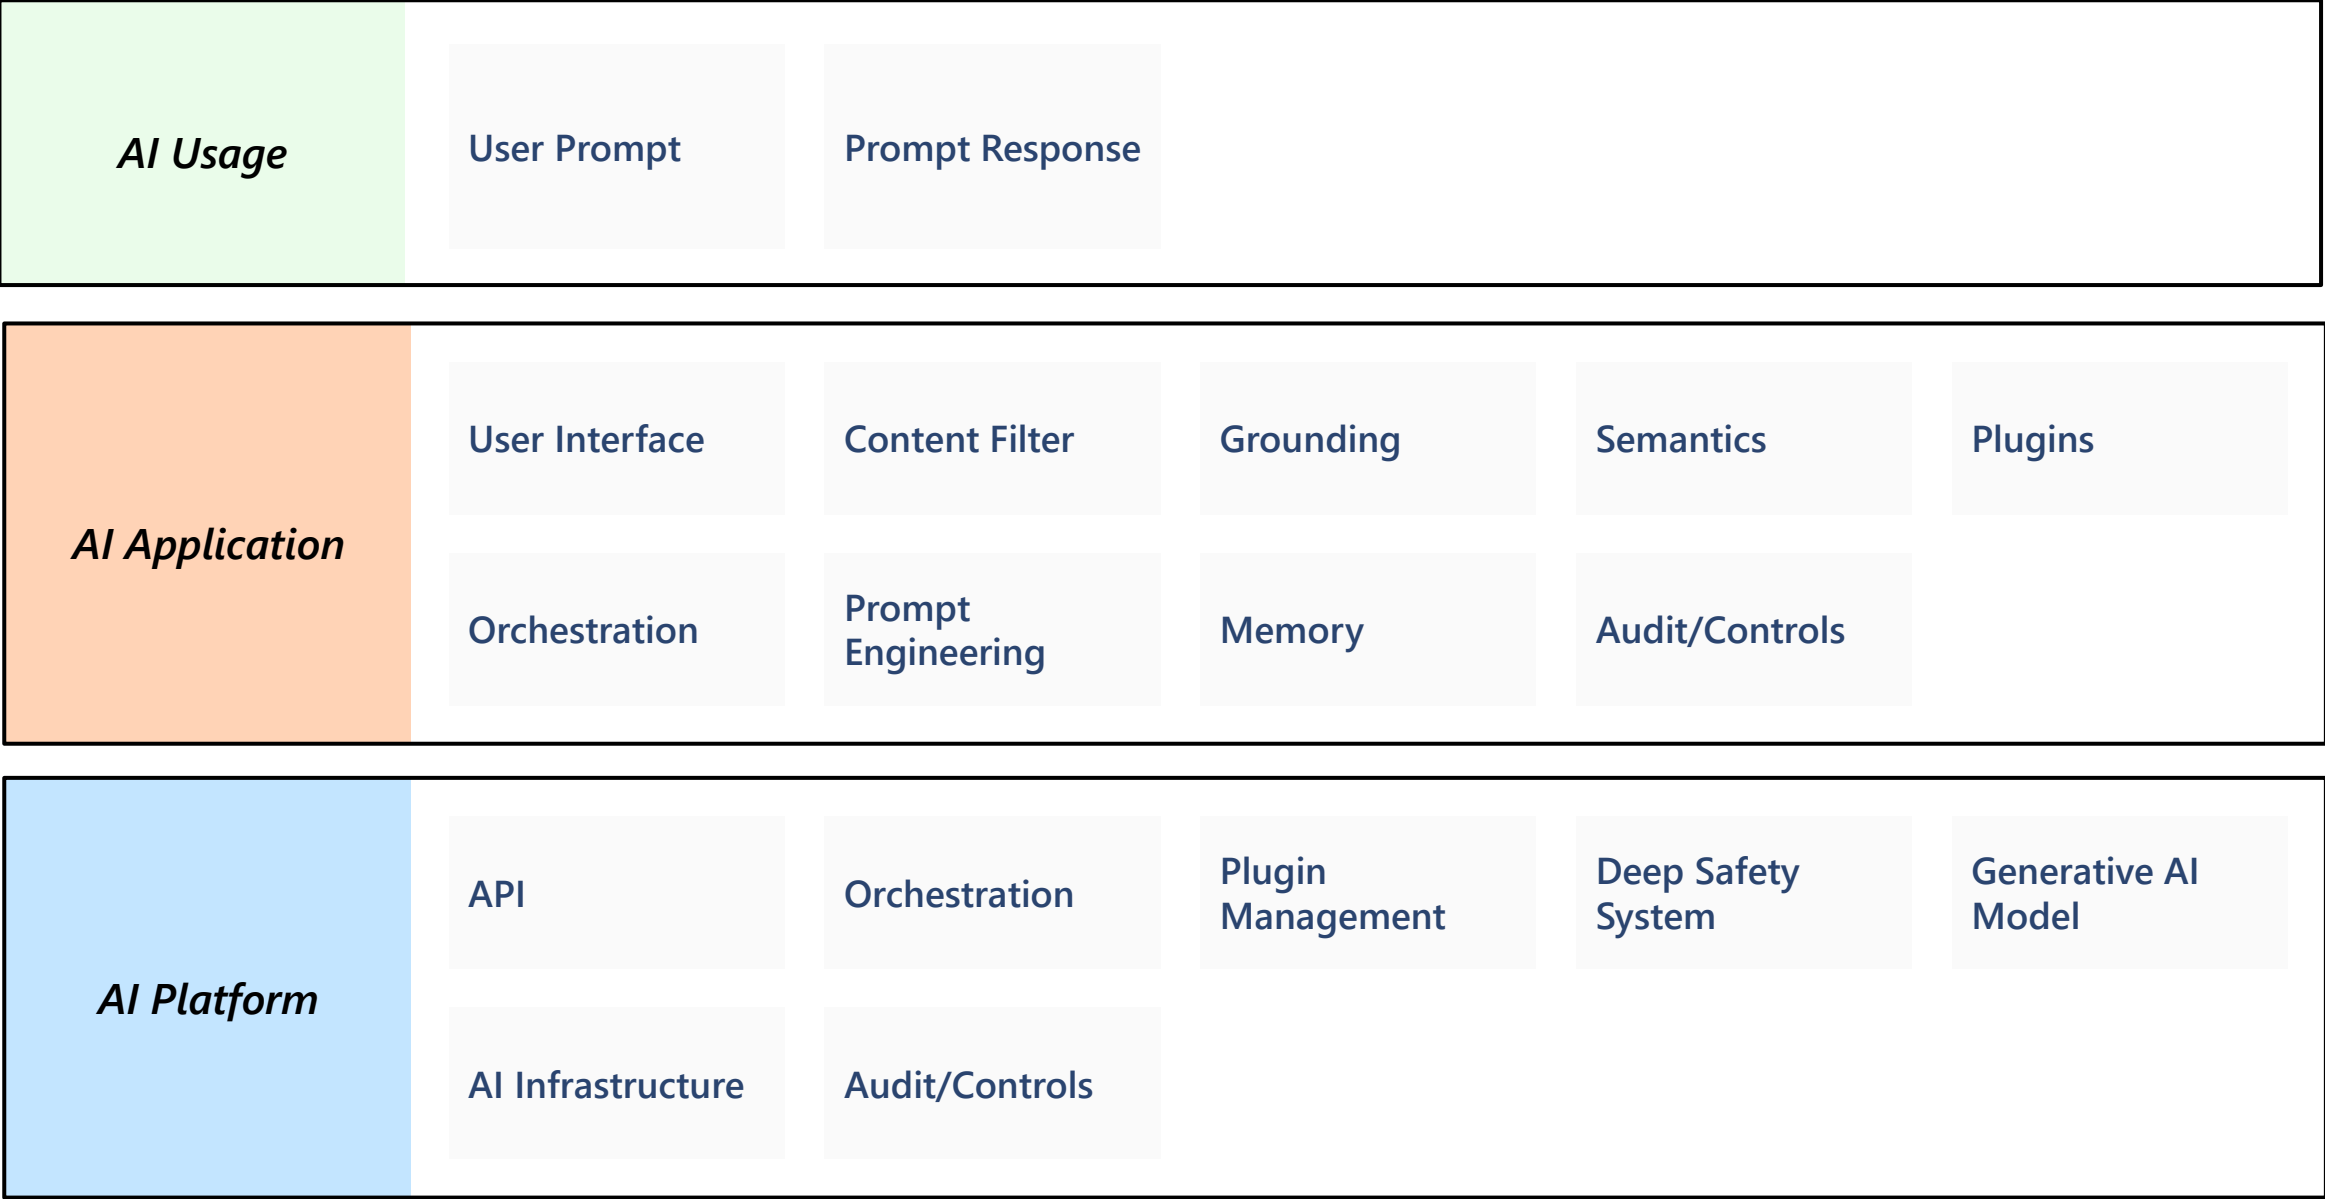 AI Usage
User Prompt
Prompt Response
AI Application
User Interface
Content Filter
Grounding
Semantics
Plugins
Orchestration
Prompt
Engineering
Memory
Audit/Controls
AI Platform
API
Orchestration
Plugin
Management
Deep Safety
System
Generative AI
Model
AI Infrastructure
Audit/Controls